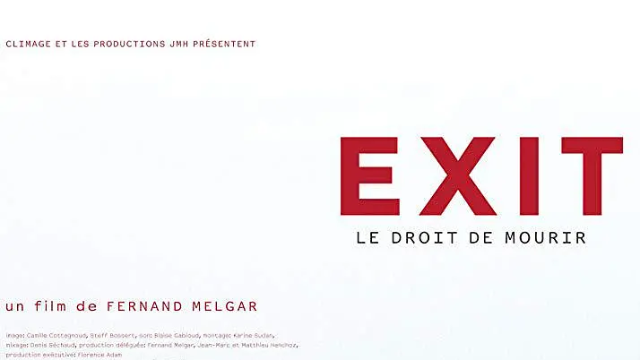 CLIMAGE ET LES PRODUCTIONS JMH PRÉSENTENT
EXIT
LE DROIT DE MOURIR
un film de FERNAND MELGAR
image: Camille Cottagnoud, Steff Bossert, son: Blaise Gabioud, montage: Karine Sudan,
mixage: Denis Séchaud, production déléguée: Fernand Melgar, Jean-Marc et Matthieu Henchoz,
production exécutive: Florence Adam